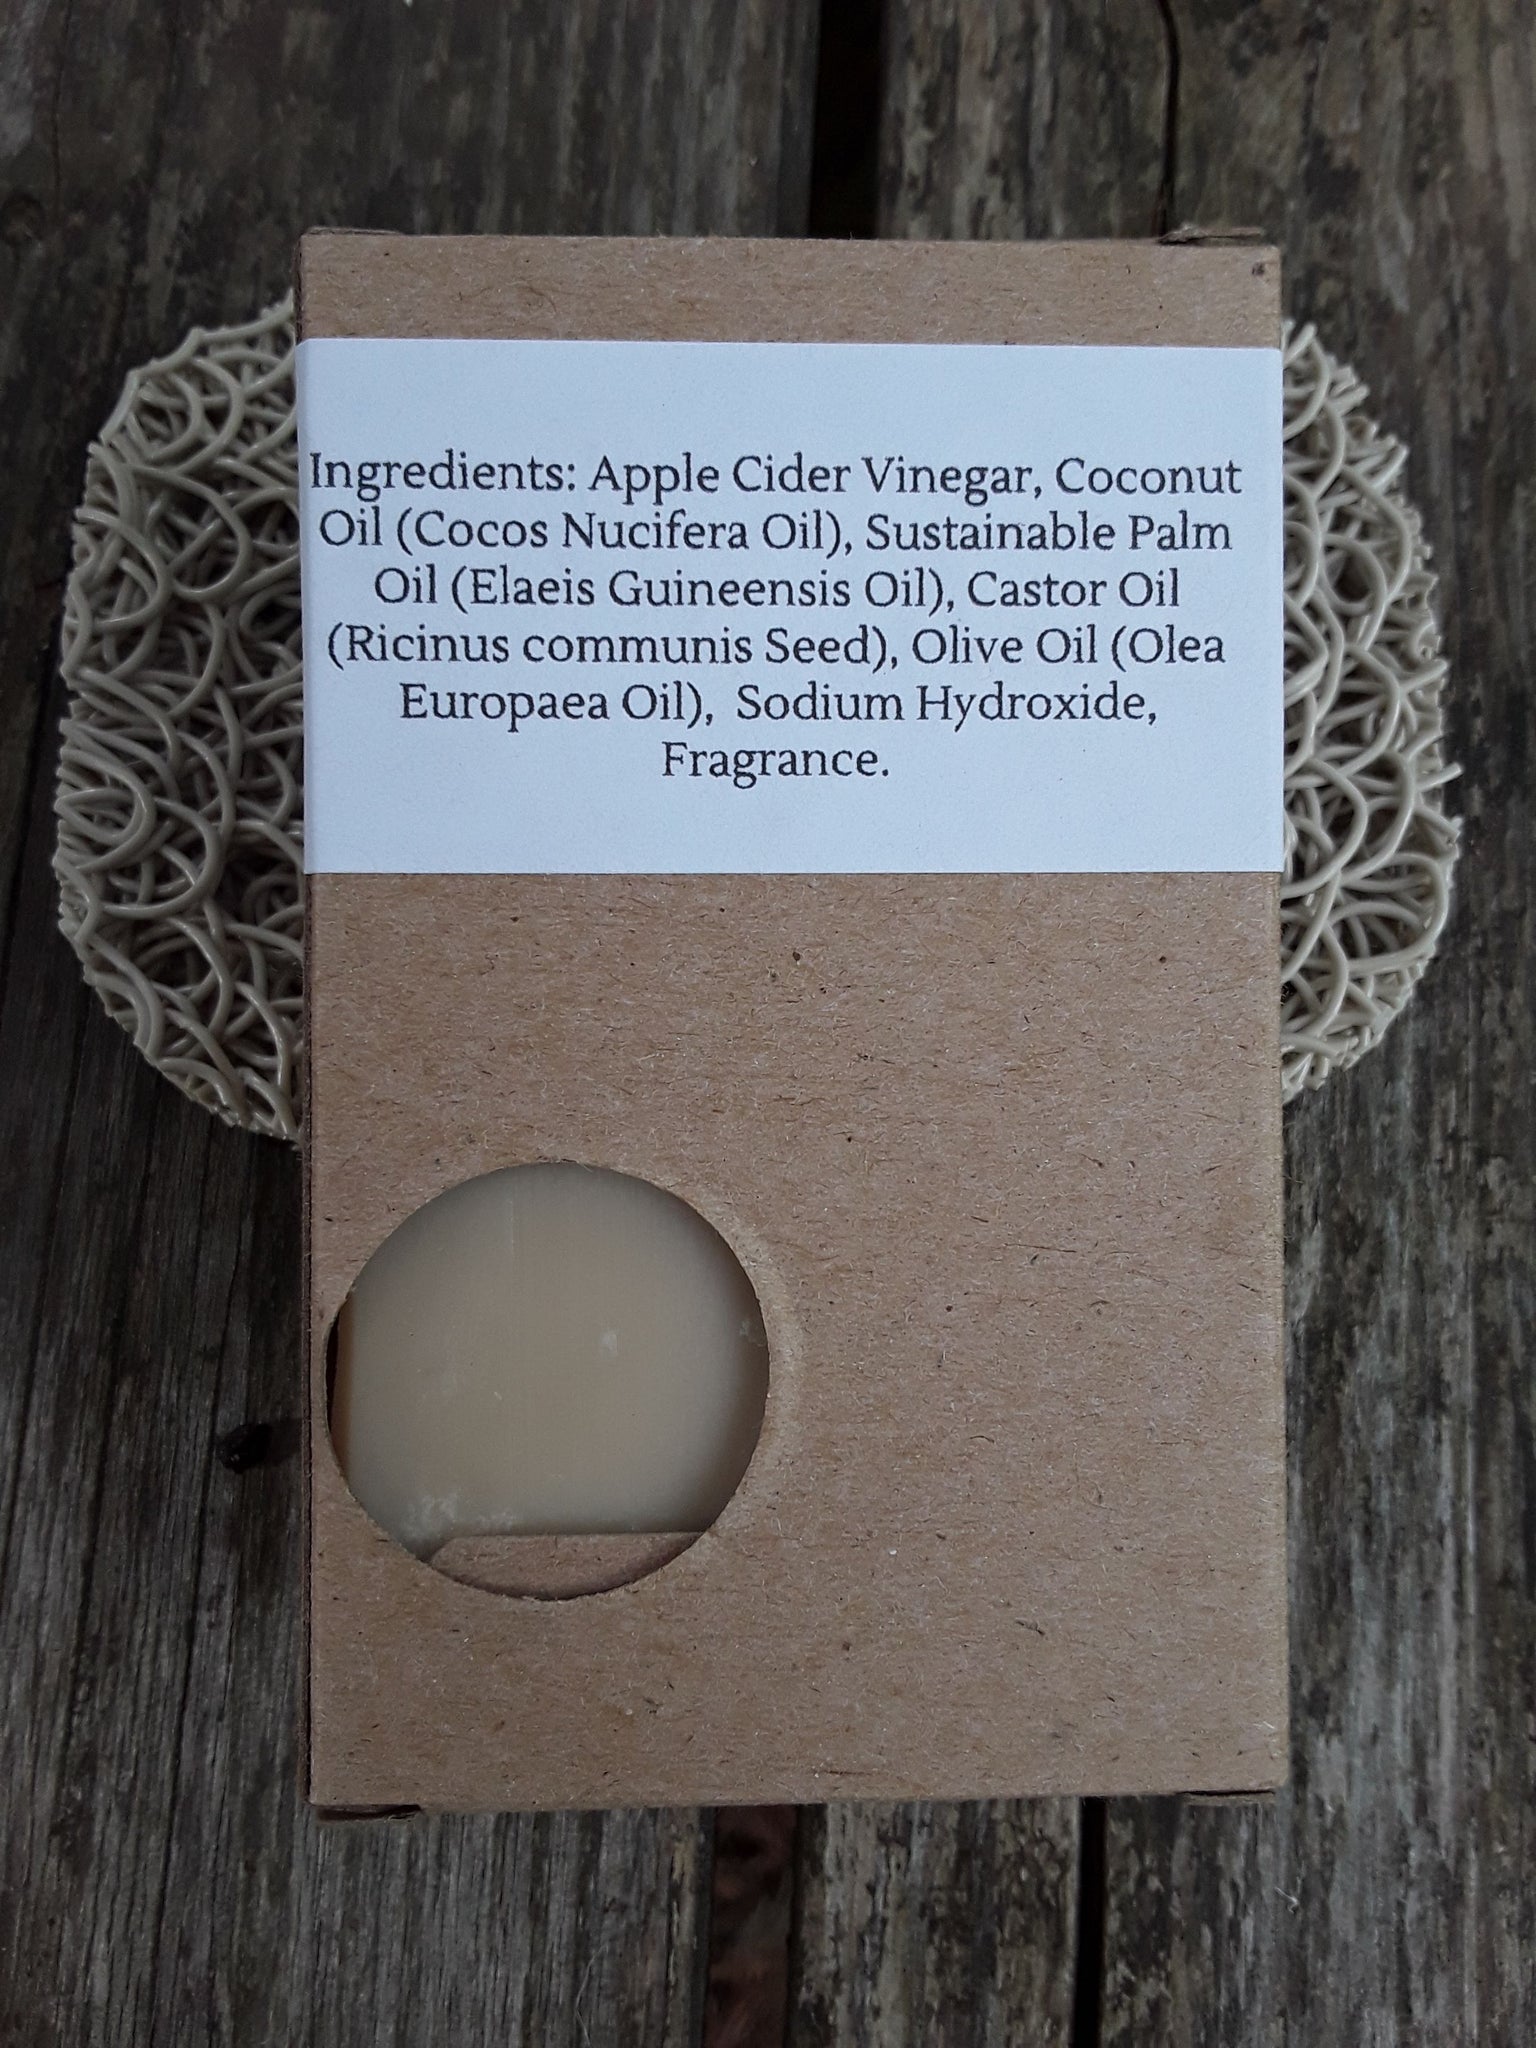 Ingredients: Apple Cider Vinegar, Coconut
Oil (Cocos Nucifera Oil), Sustainable Palm
Oil (Elaeis Guineensis Oil), Castor Oil
(Ricinus communis Seed), Olive Oil (Olea
Europaea Oil),  Sodium Hydroxide,
Fragrance.